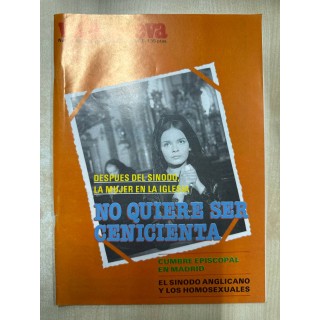 DESPUES DEL SINODO,
LA MUJER EN LA IGLESIA
NO QUIERE SER
CENICIENTA
CUMBRE EPISCOPAL
EN MADRID
EL SINODO ANGLICANO
Y LOS HOMOSEXUALES